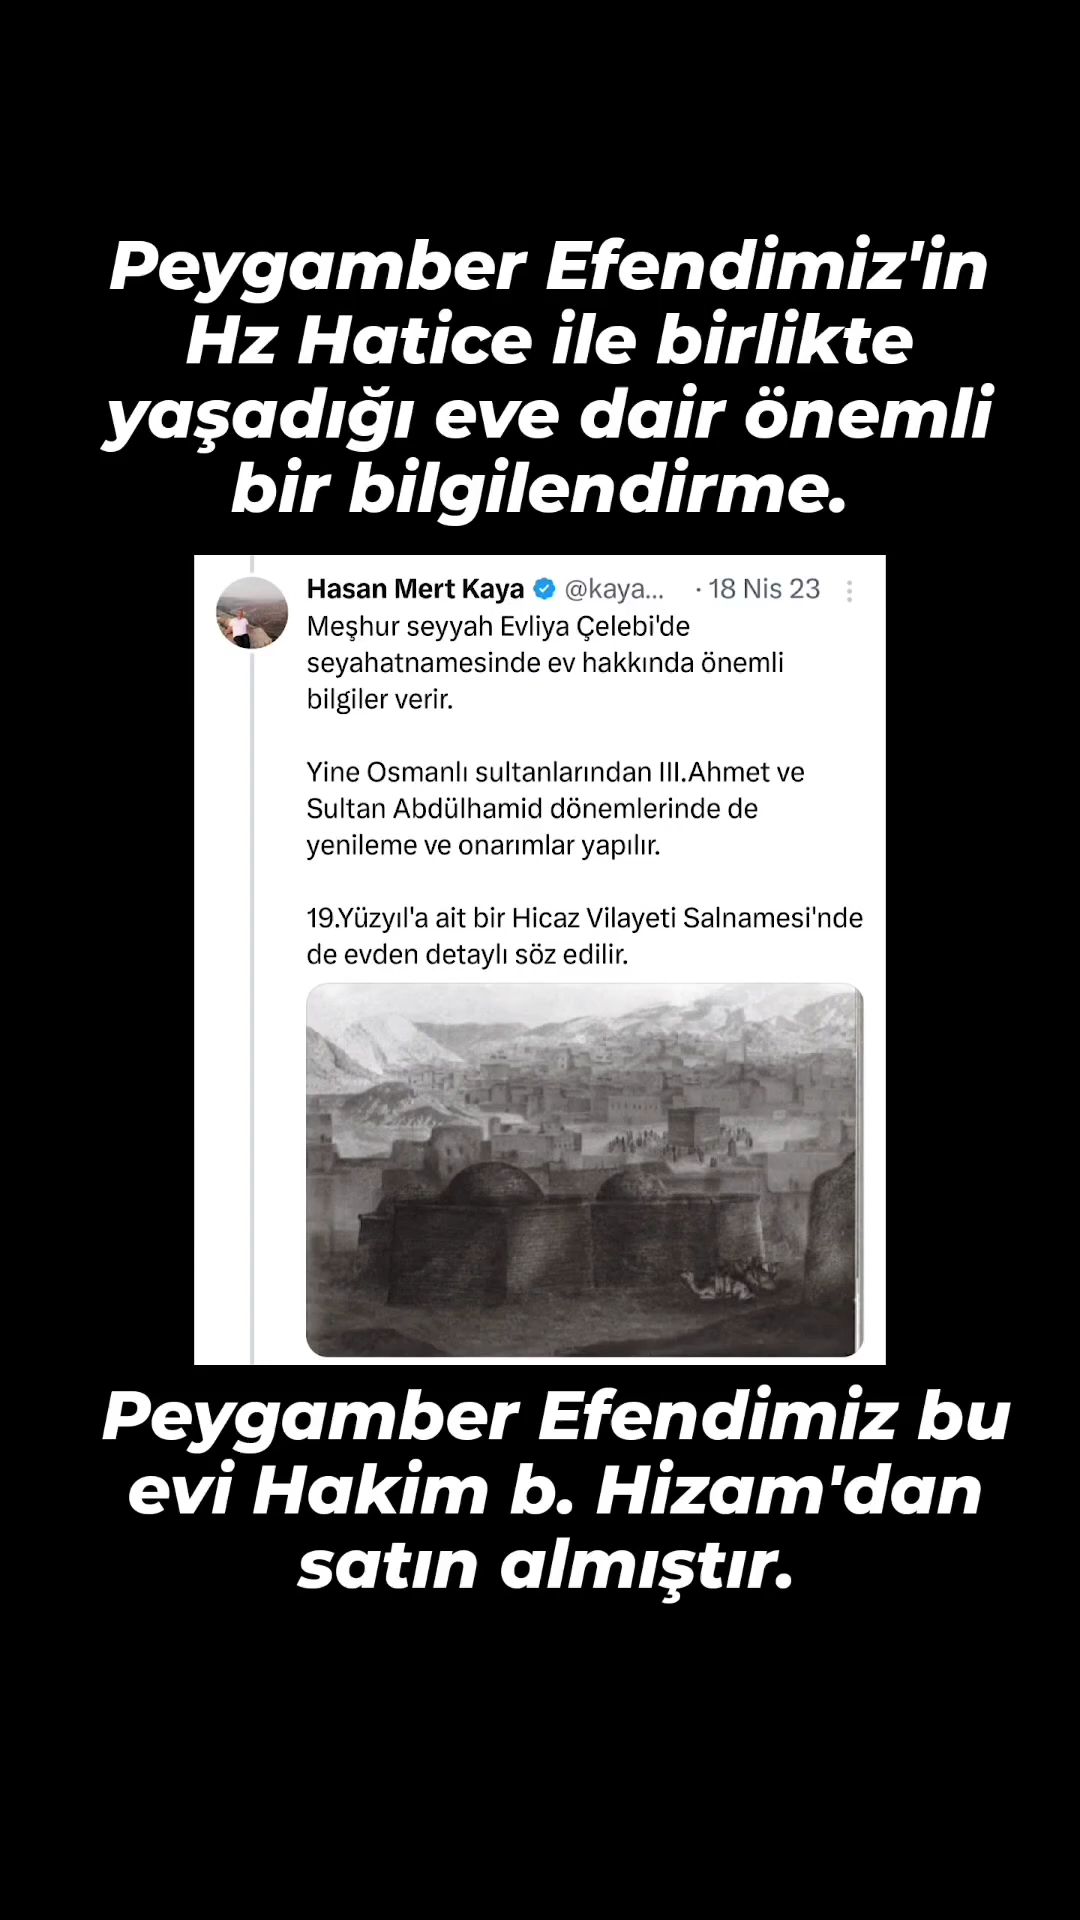 Peygamber Efendimiz'in
Hz Hatice ile birlikte
yaşadığı eve dair önemli
bir bilgilendirme.
Hasan Mert Kaya @kaya... · 18 Nis 23
Meşhur seyyah Evliya Çelebi'de
seyahatnamesinde ev hakkında önemli
bilgiler verir.
Yine Osmanlı sultanlarından III.Ahmet ve
Sultan Abdülhamid dönemlerinde de
yenileme ve onarımlar yapılır.
19.Yüzyıl'a ait bir Hicaz Vilayeti Salnamesi'nde
de evden detaylı söz edilir.
Peygamber Efendimiz bu
evi Hakim b. Hizam'dan
satın almıştır.